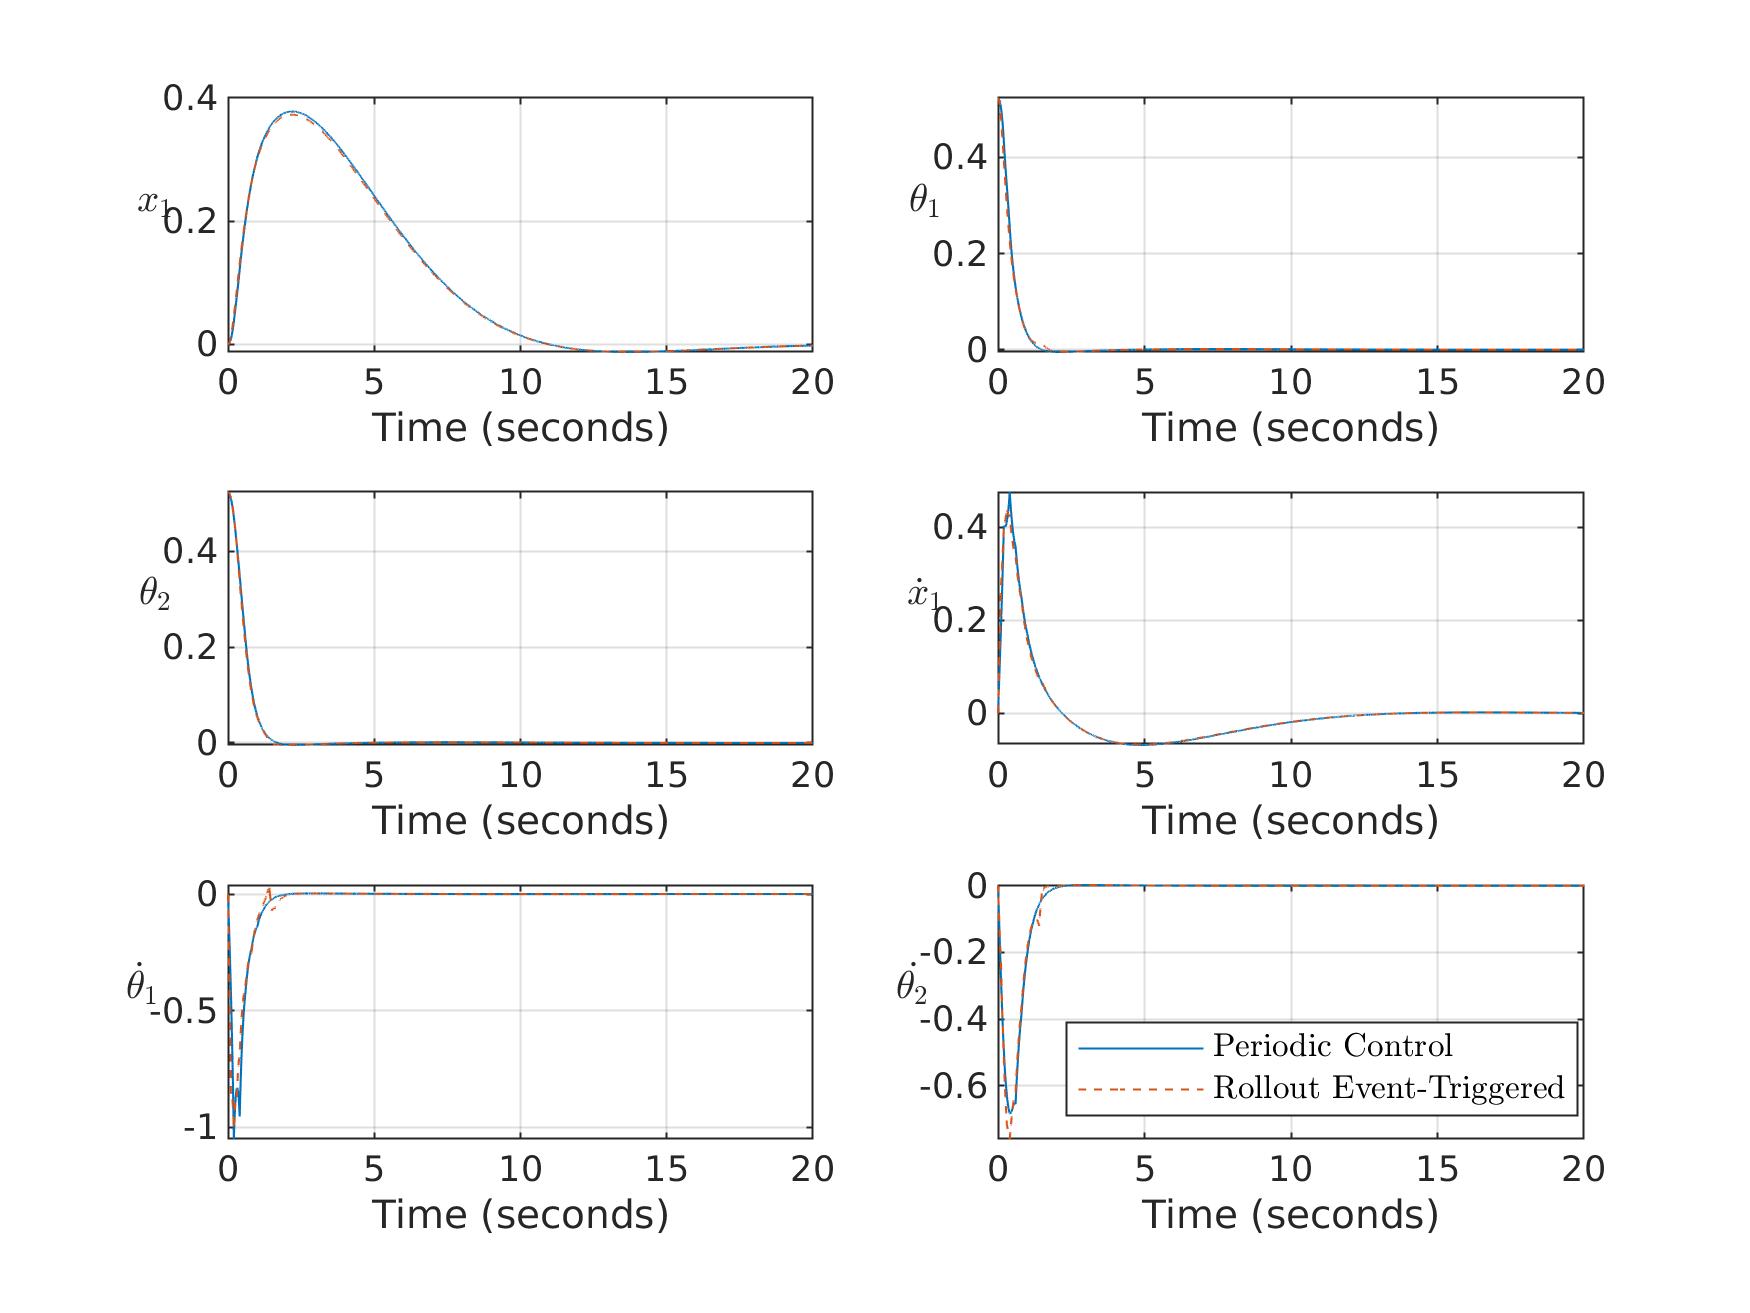 0.4
x₁
0.2
0
0 5 10 15 20
Time (seconds)
0.4
θ₁
0.2
0
0 5 10 15 20
Time (seconds)
0.4
θ₂
0.2
0
0 5 10 15 20
Time (seconds)
0.4
ẋ₁
0.2
0
0 5 10 15 20
Time (seconds)
0
θ̇₁
-0.5
-1
0 5 10 15 20
Time (seconds)
0
-0.2
θ̇₂
-0.4
-0.6
Periodic Control
Rollout Event-Triggered
0 5 10 15 20
Time (seconds)